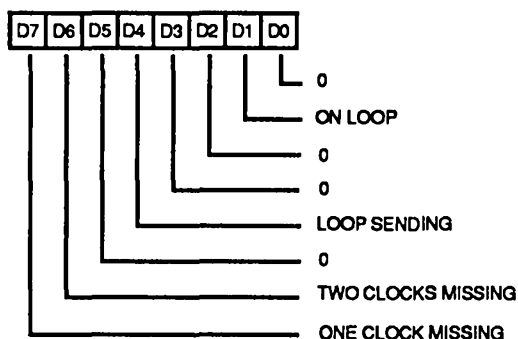 D7 D6 D5 D4 D3 D2 D1 D0
0
ON LOOP
0
0
LOOP SENDING
0
TWO CLOCKS MISSING
ONE CLOCK MISSING